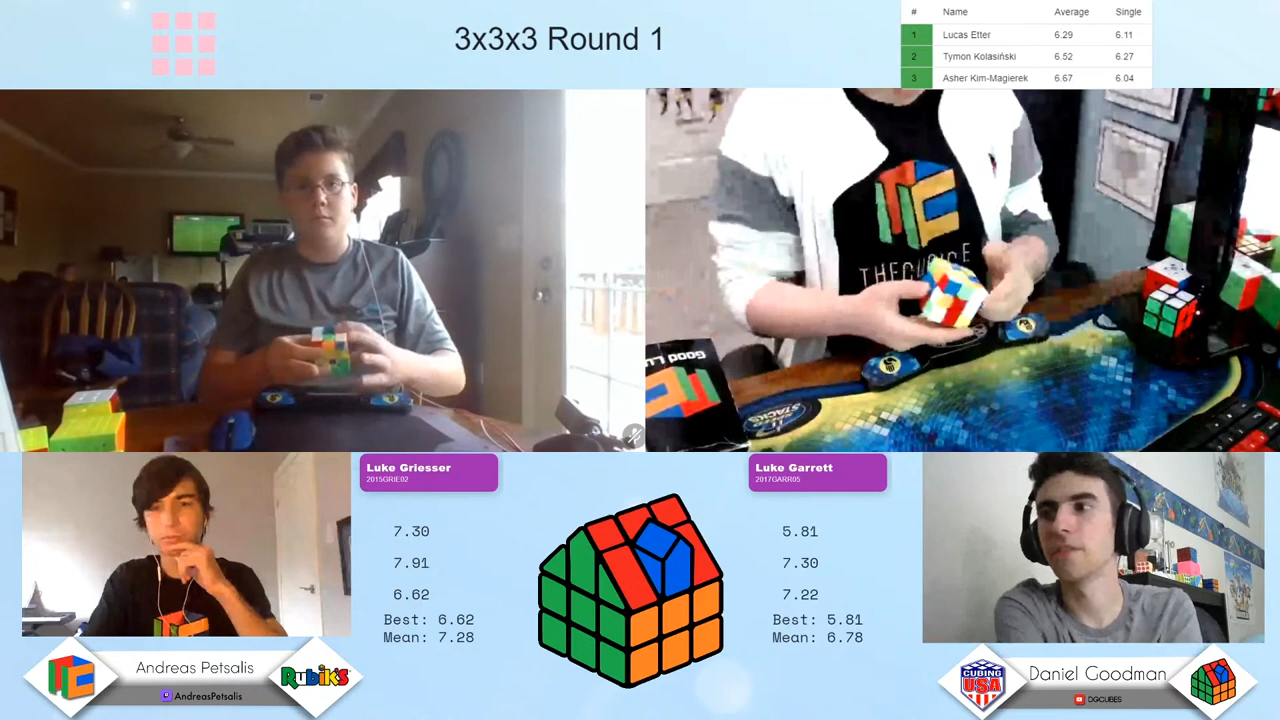 3x3x3 Round 1
# Name Average Single
1 Lucas Etter 6.29 6.11
2 Tymon Kolasiński 6.52 6.27
3 Asher Kim-Magierek 6.67 6.04
Good Lu
STACKS
Luke Griesser
2015GRIE02
7.30
7.91
6.62
Best: 6.62
Mean: 7.28
Luke Garrett
2017GARR05
5.81
7.30
7.22
Best: 5.81
Mean: 6.78
Andreas Petsalis
AndreasPetsalis
RUBIK'S
CUBING
USA
Daniel Goodman
DGCUBES